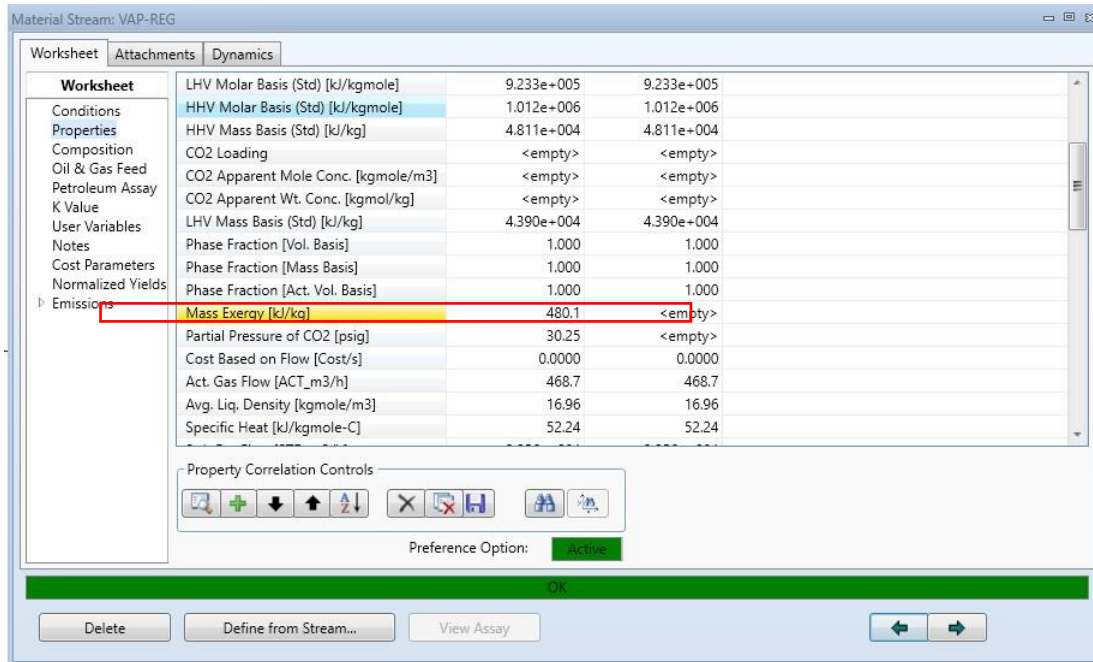 Material Stream: VAP-REG
Worksheet Attachments Dynamics
Worksheet
Conditions
Properties
Composition
Oil & Gas Feed
Petroleum Assay
K Value
User Variables
Notes
Cost Parameters
Normalized Yields
Emissions
LHV Molar Basis (Std) [kJ/kgmole] 9.233e+005 9.233e+005
HHV Molar Basis (Std) [kJ/kgmole] 1.012e+006 1.012e+006
HHV Mass Basis (Std) [kJ/kg] 4.811e+004 4.811e+004
CO2 Loading <empty> <empty>
CO2 Apparent Mole Conc. [kgmole/m3] <empty> <empty>
CO2 Apparent Wt. Conc. [kgmol/kg] <empty> <empty>
LHV Mass Basis (Std) [kJ/kg] 4.390e+004 4.390e+004
Phase Fraction [Vol. Basis] 1.000 1.000
Phase Fraction [Mass Basis] 1.000 1.000
Phase Fraction [Act. Vol. Basis] 1.000 1.000
Mass Exergy [kJ/kg] 480.1 <empty>
Partial Pressure of CO2 [psig] 30.25 <empty>
Cost Based on Flow [Cost/s] 0.0000 0.0000
Act. Gas Flow [ACT_m3/h] 468.7 468.7
Avg. Liq. Density [kgmole/m3] 16.96 16.96
Specific Heat [kJ/kgmole-C] 52.24 52.24
Property Correlation Controls
Preference Option: Active
OK
Delete Define from Stream... View Assay